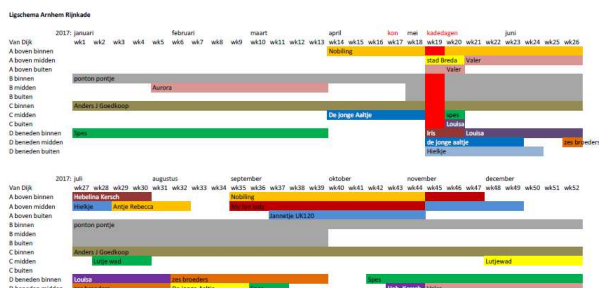 Ligschema Arnhem Rijnkade
2017: januari februari maart april kon mei kadedagen juni
Van Dijk wk1 wk2 wk3 wk4 wk5 wk6 wk7 wk8 wk9 wk10 wk11 wk12 wk13 wk14 wk15 wk16 wk17 wk18 wk19 wk20 wk21 wk22 wk23 wk24 wk25 wk26
A boven binnen Nobiling
A boven midden stad Breda Valer
A boven buiten Valer
B binnen ponton pontje
B midden Aurora
B buiten
C binnen Anders J Goedkoop
C midden De jonge Aaltje spes
C buiten Louisa
D beneden binnen Spes Iris Louisa
D beneden midden de jonge aaltje zes broeders
D beneden buiten Hielkje
2017: juli augustus september oktober november december
Van Dijk wk27 wk28 wk29 wk30 wk31 wk32 wk33 wk34 wk35 wk36 wk37 wk38 wk39 wk40 wk41 wk42 wk43 wk44 wk45 wk46 wk47 wk48 wk49 wk50 wk51 wk52
A boven binnen Hebelina Kersch Nobiling
A boven midden Hielkje Antje Rebecca
A boven buiten Jannetje UK120
B binnen ponton pontje
B midden
B buiten
C binnen Anders J Goedkoop
C midden Lutje wad Lutjewad
C buiten
D beneden binnen Louisa zes broeders Spes
D beneden midden